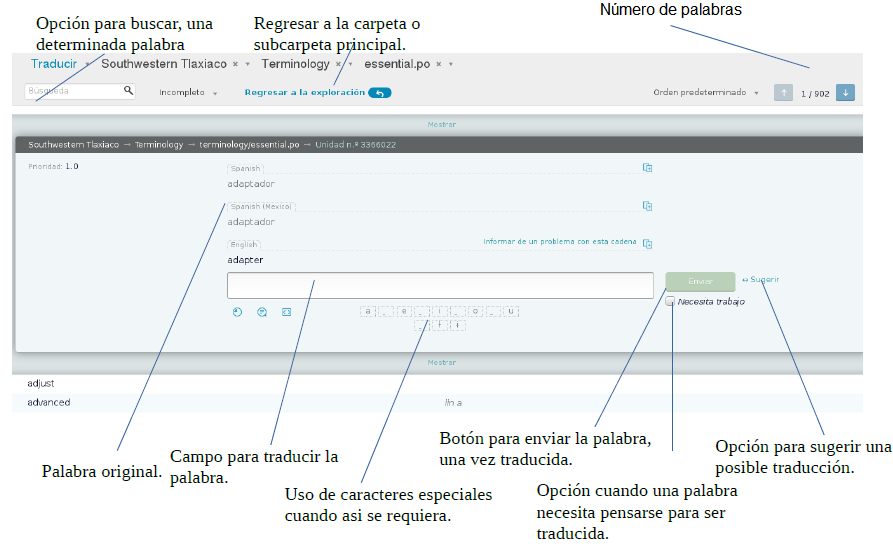 Número de palabras
Opción para buscar, una
determinada palabra
Regresar a la carpeta o
subcarpeta principal.
Traducir Southwestern Tlaxiaco Terminology essential.po
Búsqueda Incompleto Regresar a la exploración Orden predeterminado 1 / 902
Mostrar
Southwestern Tlaxiaco → Terminology → terminology/essential.po → Unidad n.º 3366022
Prioridad: 1.0
Spanish
adaptador
Spanish (Mexico)
adaptador
English
Informar de un problema con esta cadena
adapter
Enviar
Sugerir
Necesita trabajo
a _ e _ i _ o _ u
Mostrar
adjust
advanced
lin a
Palabra original.
Campo para traducir la
palabra.
Uso de caracteres especiales
cuando asi se requiera.
Botón para enviar la palabra,
una vez traducida.
Opción cuando una palabra
necesita pensarse para ser
traducida.
Opción para sugerir una
posible traducción.